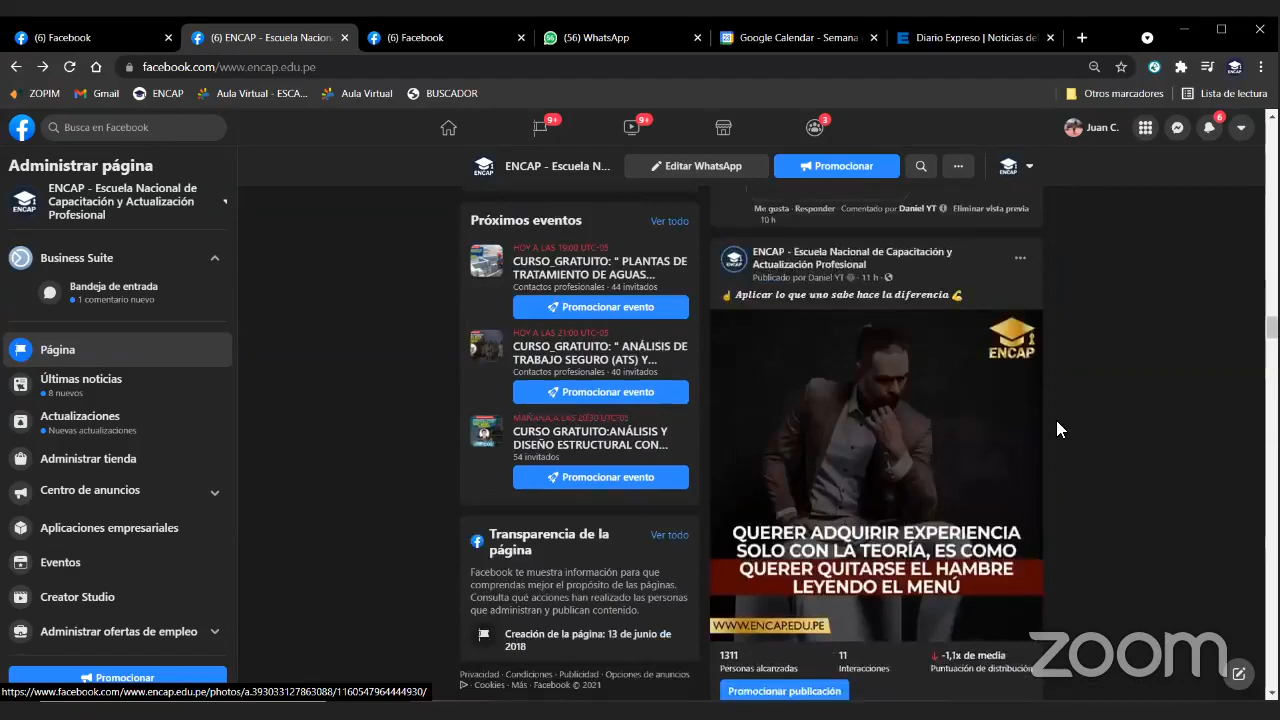 (6) Facebook
(6) ENCAP - Escuela Naciona
(6) Facebook
(56) WhatsApp
Google Calendar - Semana
Diario Expreso | Noticias de
facebook.com/www.encap.edu.pe
ZOPIM
Gmail
ENCAP
Aula Virtual - ESCA...
Aula Virtual
BUSCADOR
Otros marcadores
Lista de lectura
Busca en Facebook
9+
9+
3
Juan C.
6
Administrar página
ENCAP - Escuela Nacional de
Capacitación y Actualización
Profesional
Business Suite
Bandeja de entrada
1 comentario nuevo
Página
Últimas noticias
8 nuevos
Actualizaciones
Nuevas actualizaciones
Administrar tienda
Centro de anuncios
Aplicaciones empresariales
Eventos
Creator Studio
Administrar ofertas de empleo
Promocionar
https://www.facebook.com/www.encap.edu.pe/photos/a.393033127863088/1160547964444930/
ENCAP - Escuela N...
Editar WhatsApp
Promocionar
Próximos eventos
Ver todo
HOY A LAS 19:00 UTC-05
CURSO_GRATUITO: " PLANTAS DE
TRATAMIENTO DE AGUAS...
Contactos profesionales · 44 invitados
Promocionar evento
HOY A LAS 21:00 UTC-05
CURSO_GRATUITO: " ANÁLISIS DE
TRABAJO SEGURO (ATS) Y...
Contactos profesionales · 40 invitados
Promocionar evento
MAÑANA A LAS UTC-05
CURSO GRATUITO:ANÁLISIS Y
DISEÑO ESTRUCTURAL CON...
54 invitados
Promocionar evento
Transparencia de la
página
Ver todo
Facebook te muestra información para que
comprendas mejor el propósito de las páginas.
Consulta qué acciones han realizado las personas
que administran y publican contenido.
Creación de la página: 13 de junio de
2018
Privacidad · Condiciones · Publicidad · Opciones de anuncios
· Cookies · Más · Facebook © 2021
Me gusta · Responder · Comentado por Daniel YT · Eliminar vista previa
10 h
ENCAP - Escuela Nacional de Capacitación y
Actualización Profesional
Publicado por Daniel YT · 11 h ·
☝ Aplicar lo que uno sabe hace la diferencia 💪
ENCAP
QUERER ADQUIRIR EXPERIENCIA
SOLO CON LA TEORÍA, ES COMO
QUERER QUITARSE EL HAMBRE
LEYENDO EL MENÚ
WWW.ENCAP.EDU.PE
1311
Personas alcanzadas
11
Interacciones
-1,1x de media
Puntuación de distribución
Promocionar publicación
zoom